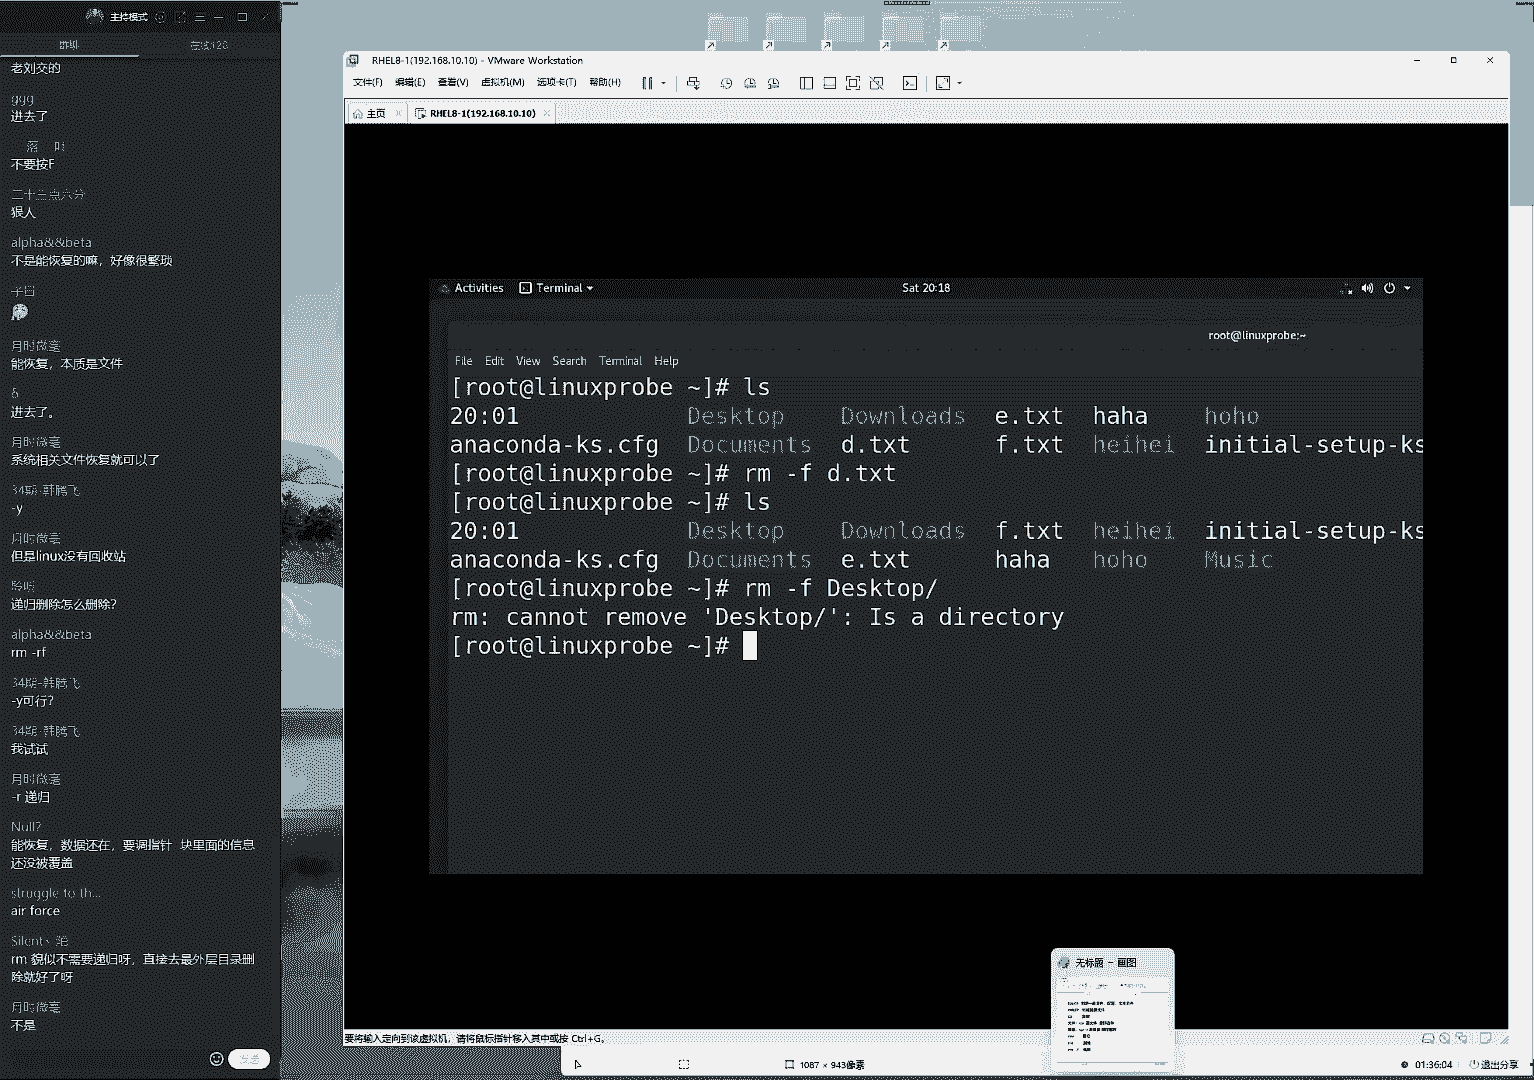 主持模式
老刘交的
ggg
进去了
不要按F
二十三点六分
狠人
alpha&&beta
不是能恢复的嘛，好像很繁琐
月时微毫
能恢复，本质是文件
δ
进去了。
月时微毫
系统相关文件恢复就可以了
34期-韩腾飞
-y
月时微毫
但是linux没有回收站
递归删除怎么删除?
alpha&&beta
rm -rf
34期-韩腾飞
-y可行?
34期-韩腾飞
我试试
月时微毫
-r 递归
Null?
能恢复，数据还在，要调指针 块里面的信息
还没被覆盖
struggle to th...
air force
rm 貌似不需要递归呀，直接去最外层目录删
除就好了呀
月时微毫
不是
发送
RHEL8-1(192.168.10.10) - VMware Workstation
文件(F) 编辑(E) 查看(V) 虚拟机(M) 选项卡(T) 帮助(H)
主页 RHEL8-1(192.168.10.10)
Activities Terminal Sat 20:18
root@linuxprobe:~
File Edit View Search Terminal Help
[root@linuxprobe ~]# ls
20:01 Desktop Downloads e.txt haha hoho
anaconda-ks.cfg Documents d.txt f.txt heihei initial-setup-ks
[root@linuxprobe ~]# rm -f d.txt
[root@linuxprobe ~]# ls
20:01 Desktop Downloads f.txt heihei initial-setup-ks
anaconda-ks.cfg Documents e.txt haha hoho Music
[root@linuxprobe ~]# rm -f Desktop/
rm: cannot remove 'Desktop/': Is a directory
[root@linuxprobe ~]#
无标题 - 画图
要将输入定向到该虚拟机，请将鼠标指针移入其中或按 Ctrl+G。
1087 × 943像素
01:36:04 退出分享